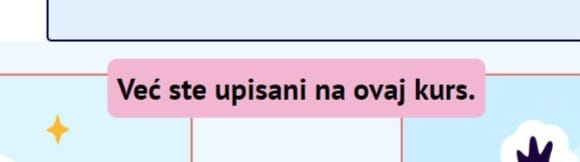 Već ste upisani na ovaj kurs.